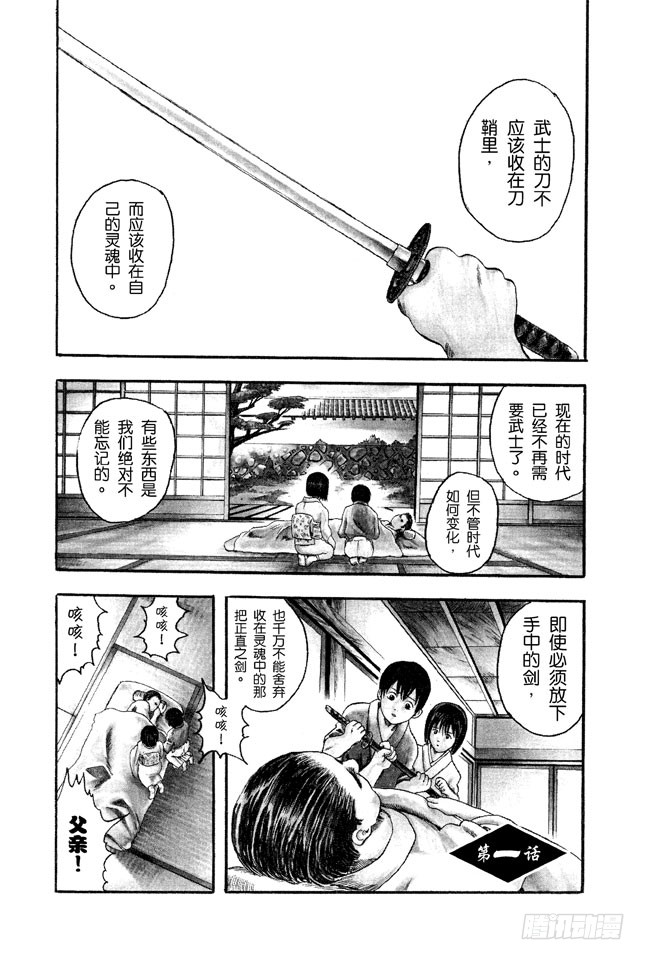 武士的刀不
应该收在刀
鞘里，
而应该收在自
己的灵魂中。
现在的时代
已经不再需
要武士了。
但不管时代
如何变化，
有些东西是
我们绝对不
能忘记的。
即使必须放下
手中的剑，
也千万不能舍弃
收在灵魂中的那
把正直之剑。
第一话
咳咳！
咳咳！
咳咳！
父亲！
腾讯动漫